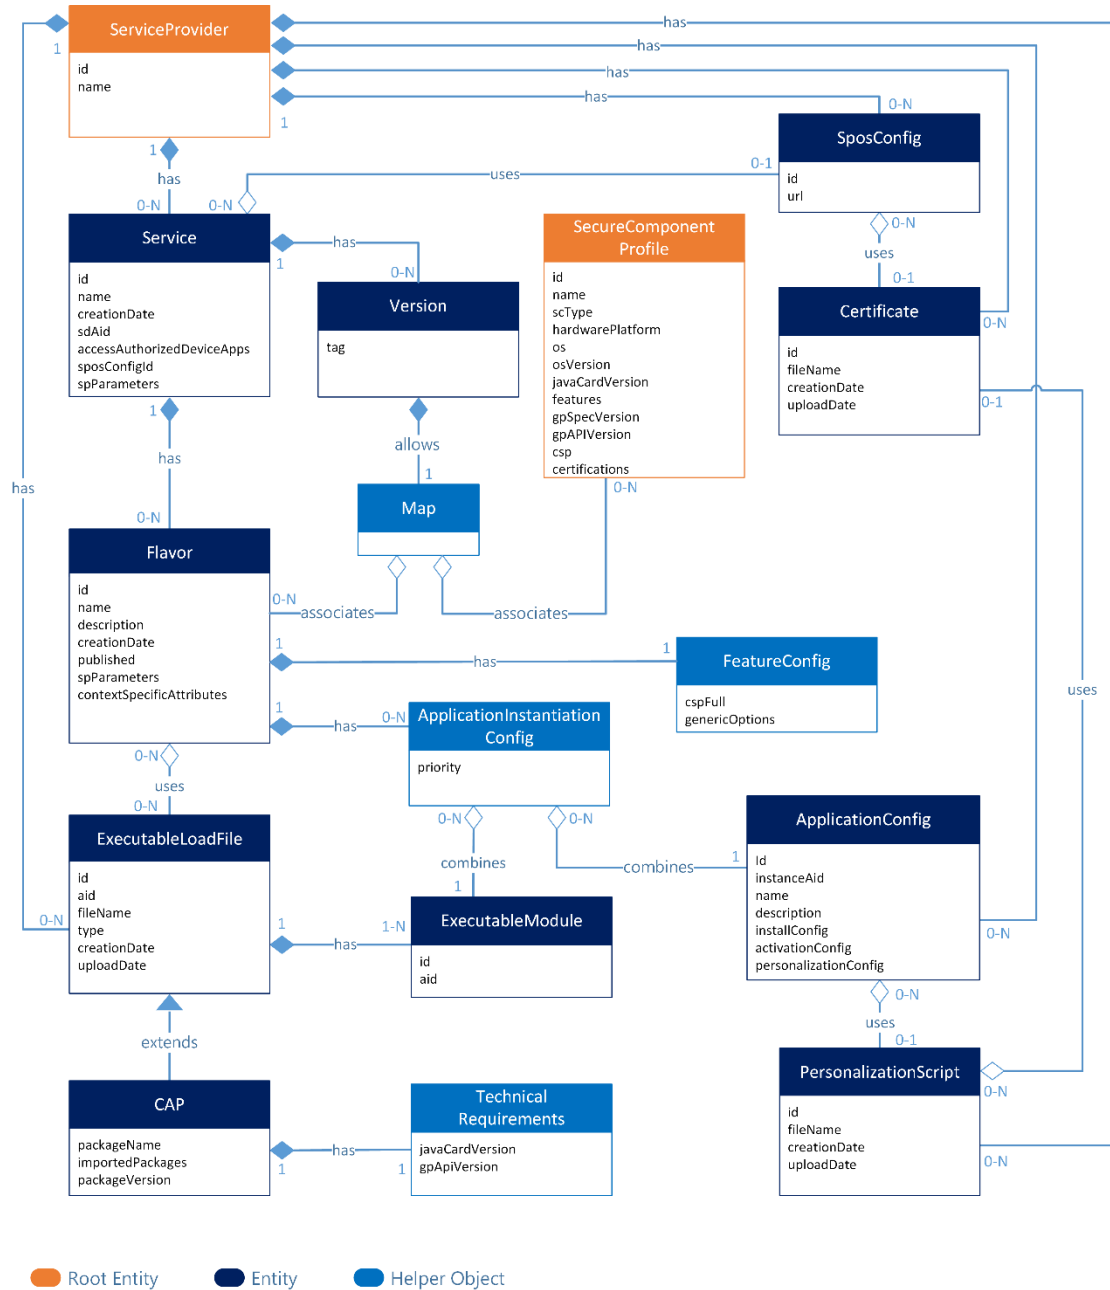 ServiceProvider
id
name
1
1
has
has
has
has
0-N
SposConfig
id
url
1
has
0-N
0-N
uses
0-1
Service
id
name
creationDate
sdAid
accessAuthorizedDeviceApps
sposConfigId
spParameters
1
has
0-N
Version
tag
SecureComponent
Profile
id
name
scType
hardwarePlatform
os
osVersion
javaCardVersion
features
gpSpecVersion
gpAPIVersion
csp
certifications
0-N
0-N
uses
0-1
Certificate
id
fileName
creationDate
uploadDate
0-N
0-1
1
has
0-N
has
allows
1
Map
0-N
associates
associates
Flavor
id
name
description
creationDate
published
spParameters
contextSpecificAttributes
1
has
1
FeatureConfig
cspFull
genericOptions
uses
1
has
0-N
ApplicationInstantiation
Config
priority
0-N
uses
0-N
0-N
combines
1
0-N
combines
1
ExecutableLoadFile
id
aid
fileName
type
creationDate
uploadDate
0-N
1
has
1-N
ExecutableModule
id
aid
ApplicationConfig
Id
instanceAid
name
description
installConfig
activationConfig
personalizationConfig
0-N
0-N
uses
0-1
extends
CAP
packageName
importedPackages
packageVersion
1
has
1
Technical
Requirements
javaCardVersion
gpApiVersion
PersonalizationScript
id
fileName
creationDate
uploadDate
0-N
0-N
Root Entity
Entity
Helper Object